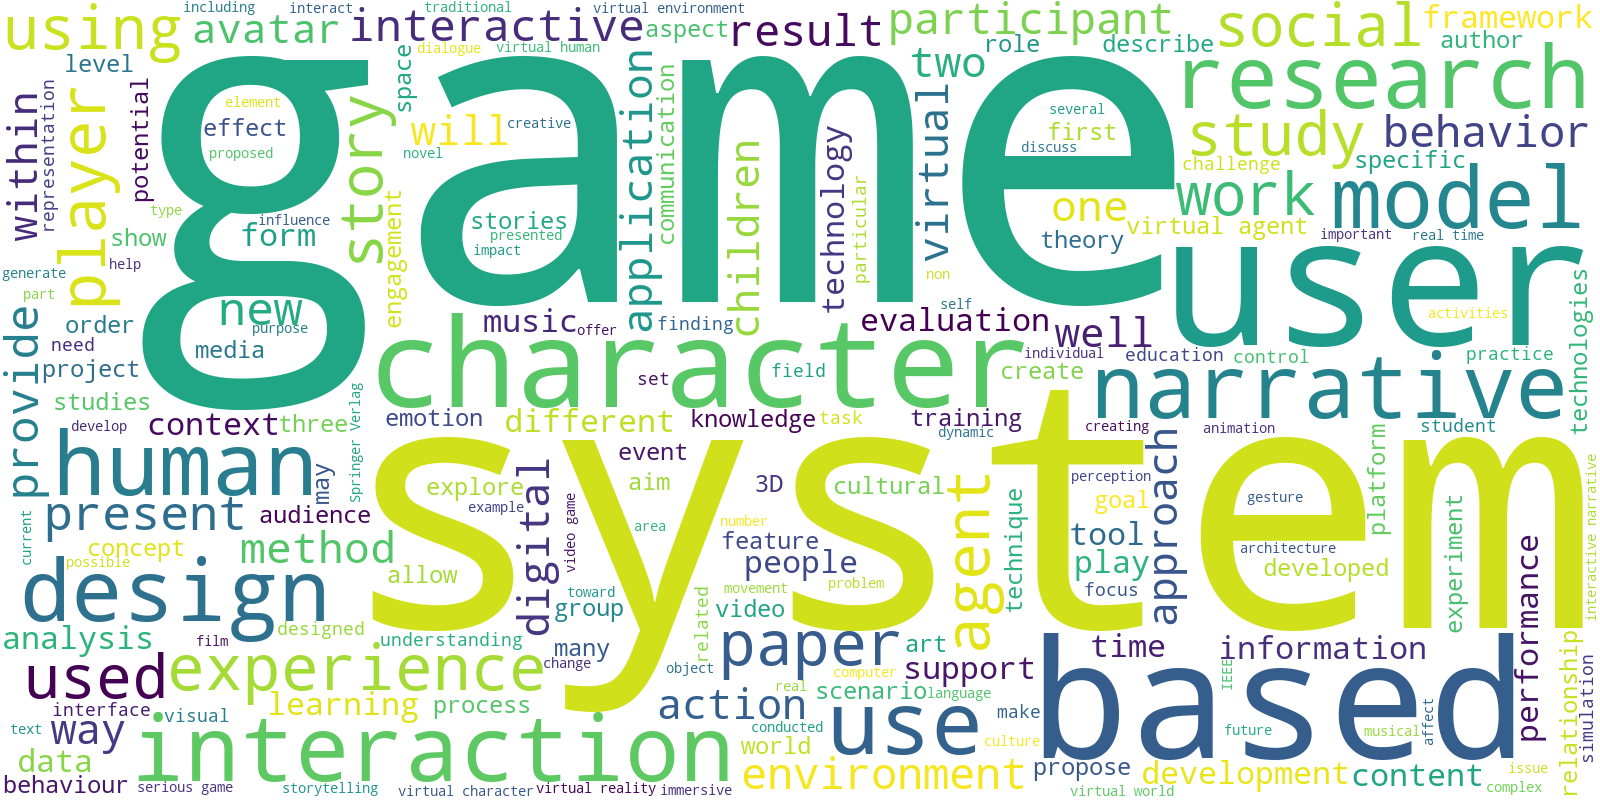 including
interact
traditional
virtual environment
using
avatar
interactive
aspect
result
participant
social
framework
dialogue
virtual human
role
describe
author
level
space
two
research
game
representation
within
player
potential
element
effect
story
will
creative
application
communication
several
first
discuss
study
behavior
proposed
novel
children
technology
particular
virtual
challenge
specific
type
influence
engagement
stories
one
work
model
show
form
presented
impact
theory
virtual agent
important
real time
generate
help
part
new
non
self
user
technologies
order
purpose
music
offer
finding
evaluation
well
activities
need
media
provide
project
character
individual
education
control
practice
set
field
create
narrative
studies
Springer Verlag
emotion
different
knowledge
task
training
develop
context
three
dynamic
creating
animation
student
human
may
system
event
approach
platform
explore
aim
3D
cultural
perception
goal
gesture
interactive narrative
present
audience
example
digital
video game
area
number
agent
technique
tool
experiment
current
concept
possible
method
feature
people
architecture
play
developed
allow
movement
problem
focus
design
toward
group
related
video
performance
analysis
designed
film
understanding
many
paper
art
time
information
used
experience
change
object
computer
support
IEEE
based
relationship
real
scenario
language
interface
learning
process
action
make
simulation
text
way
visual
conducted
use
future
affect
musical
data
interaction
world
culture
propose
issue
behaviour
serious game
storytelling
virtual character
virtual reality
immersive
environment
virtual world
development
content
complex